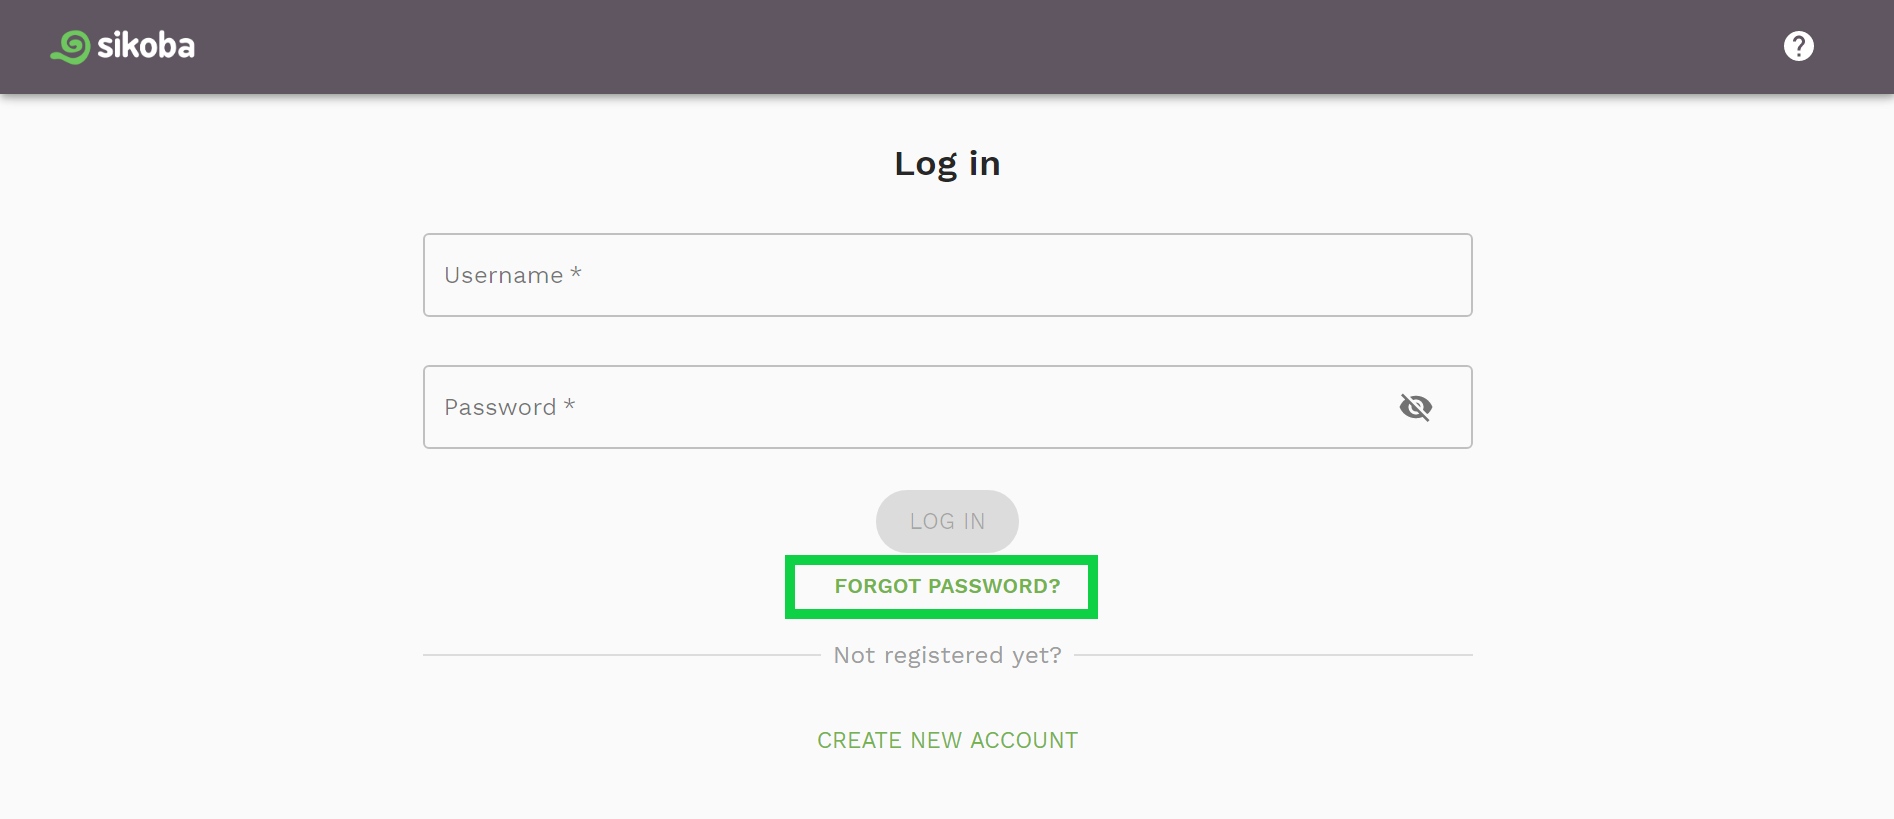 sikoba
Log in
Username *
Password *
LOG IN
FORGOT PASSWORD?
Not registered yet?
CREATE NEW ACCOUNT